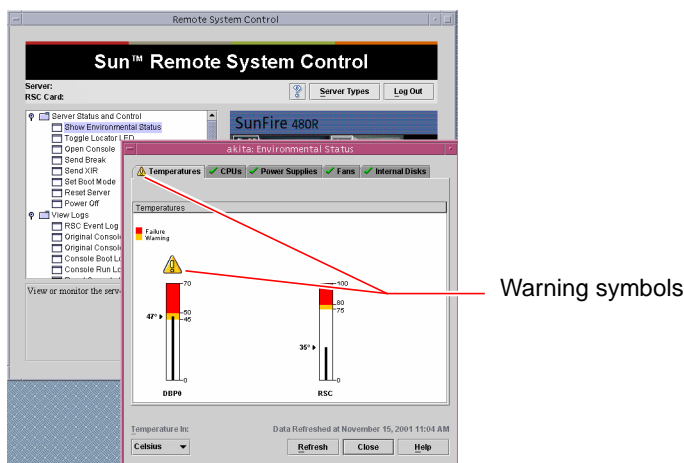 Remote System Control
Sun™ Remote System Control
Server:
RSC Card:
? Server Types Log Out
Server Status and Control
Show Environmental Status
Toggle Locator LED
Open Console
Send Break
Send XIR
Set Boot Mode
Reset Server
Power Off
View Logs
RSC Event Log
Original Consol
Original Consol
Console Boot Lo
Console Run Lo
View or monitor the serve
SunFire 480R
akita: Environmental Status
Temperatures CPUs Power Supplies Fans Internal Disks
Temperatures
Failure
Warning
70
50
45
47°
0
DBP0
100
80
75
35°
0
RSC
Warning symbols
Temperature In:
Celsius
Data Refreshed at November 15, 2001 11:04 AM
Refresh Close Help